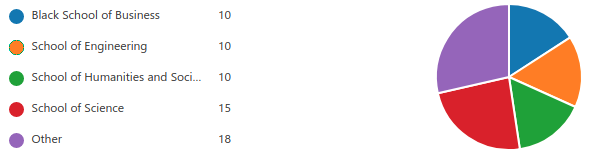 Black School of Business 10
School of Engineering 10
School of Humanities and Soci... 10
School of Science 15
Other 18